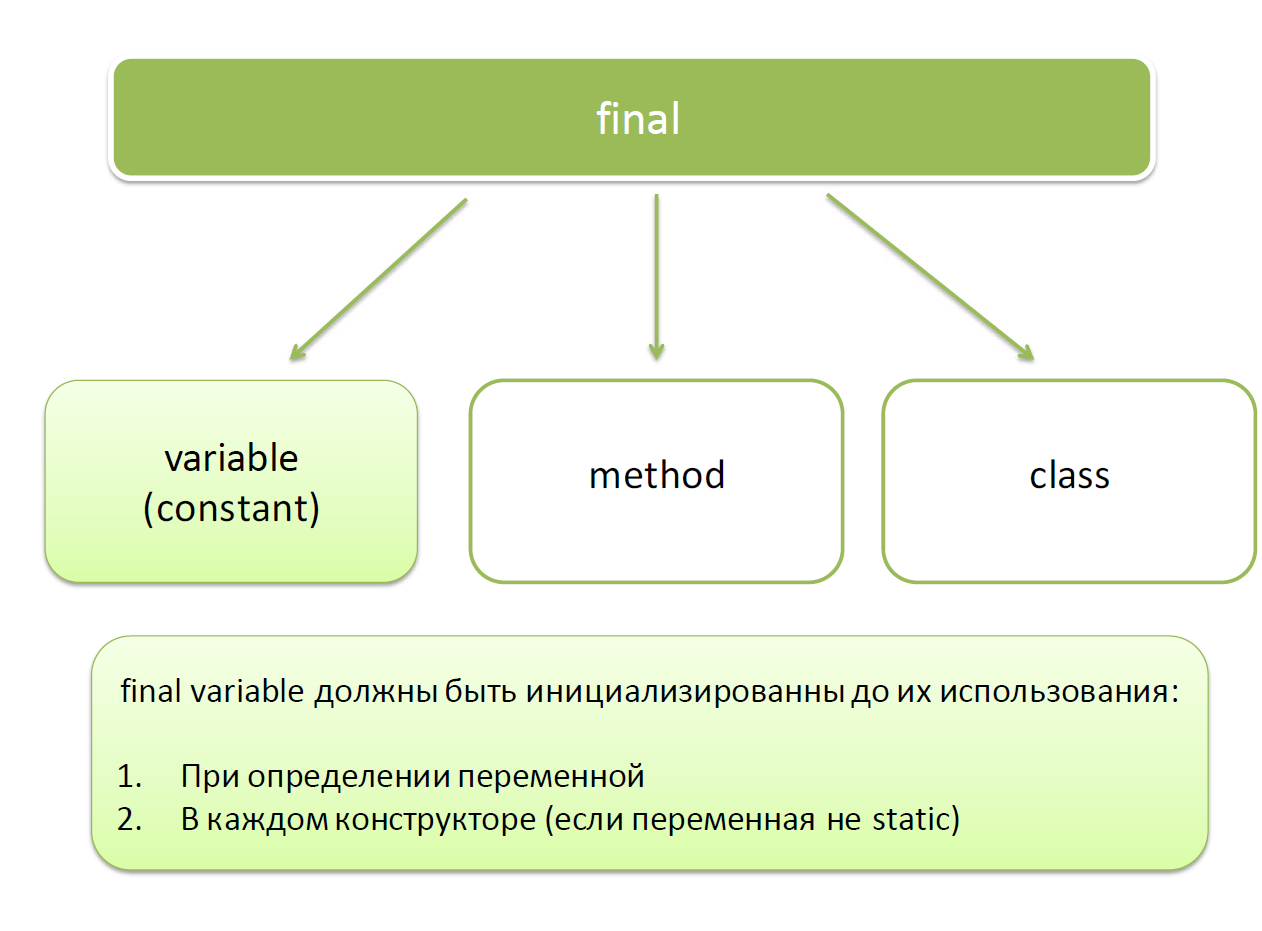 final
variable
(constant)
method
class
final variable должны быть инициализированны до их использования:
1. При определении переменной
2. В каждом конструкторе (если переменная не static)